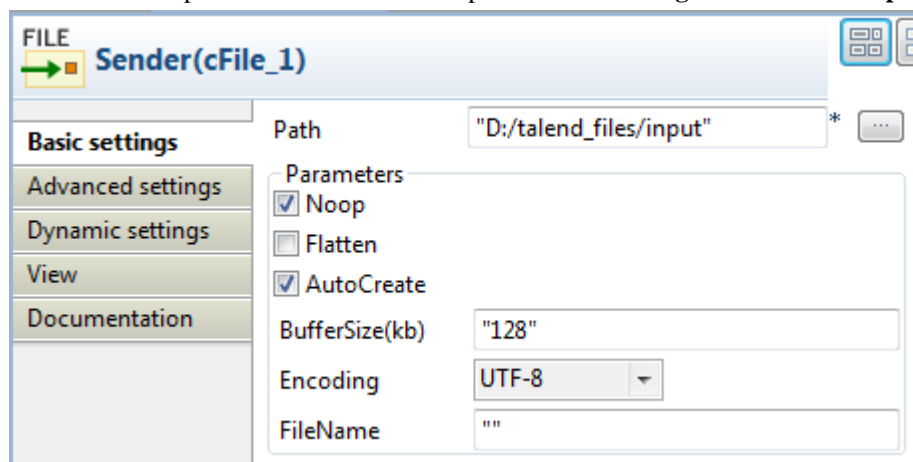 FILE
Sender(cFile_1)
Basic settings
Advanced settings
Dynamic settings
View
Documentation
Path "D:/talend_files/input" * ...
Parameters
Noop
Flatten
AutoCreate
BufferSize(kb) "128"
Encoding UTF-8
FileName ""